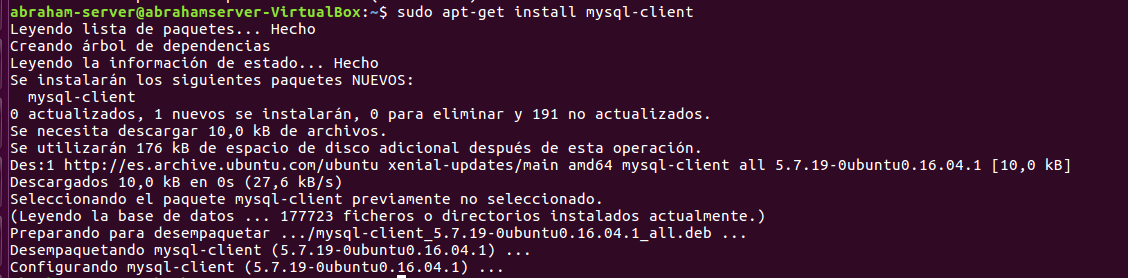 abraham-server@abrahamserver-VirtualBox:~$ sudo apt-get install mysql-client
Leyendo lista de paquetes... Hecho
Creando árbol de dependencias
Leyendo la información de estado... Hecho
Se instalarán los siguientes paquetes NUEVOS:
  mysql-client
0 actualizados, 1 nuevos se instalarán, 0 para eliminar y 191 no actualizados.
Se necesita descargar 10,0 kB de archivos.
Se utilizarán 176 kB de espacio de disco adicional después de esta operación.
Des:1 http://es.archive.ubuntu.com/ubuntu xenial-updates/main amd64 mysql-client all 5.7.19-0ubuntu0.16.04.1 [10,0 kB]
Descargados 10,0 kB en 0s (27,6 kB/s)
Seleccionando el paquete mysql-client previamente no seleccionado.
(Leyendo la base de datos ... 177723 ficheros o directorios instalados actualmente.)
Preparando para desempaquetar .../mysql-client_5.7.19-0ubuntu0.16.04.1_all.deb ...
Desempaquetando mysql-client (5.7.19-0ubuntu0.16.04.1) ...
Configurando mysql-client (5.7.19-0ubuntu0.16.04.1) ...